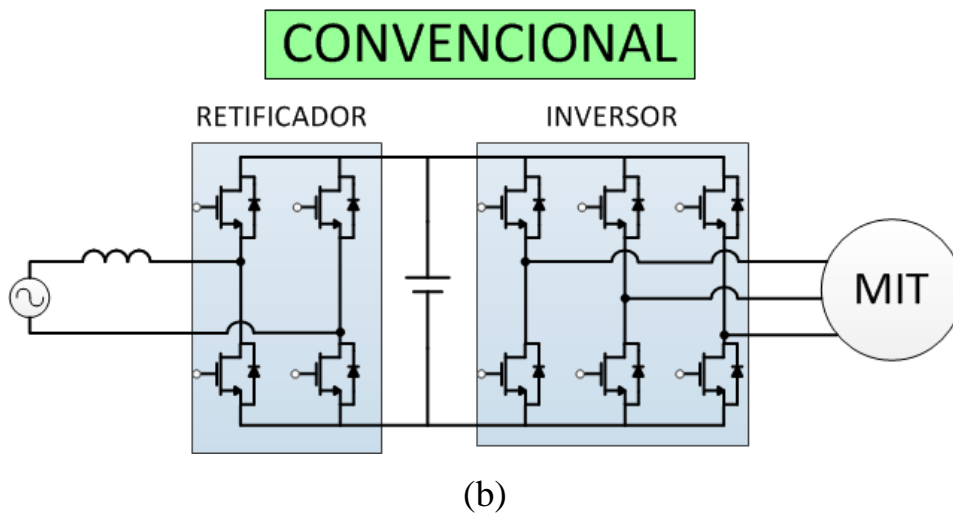 CONVENCIONAL
RETIFICADOR
INVERSOR
MIT
(b)